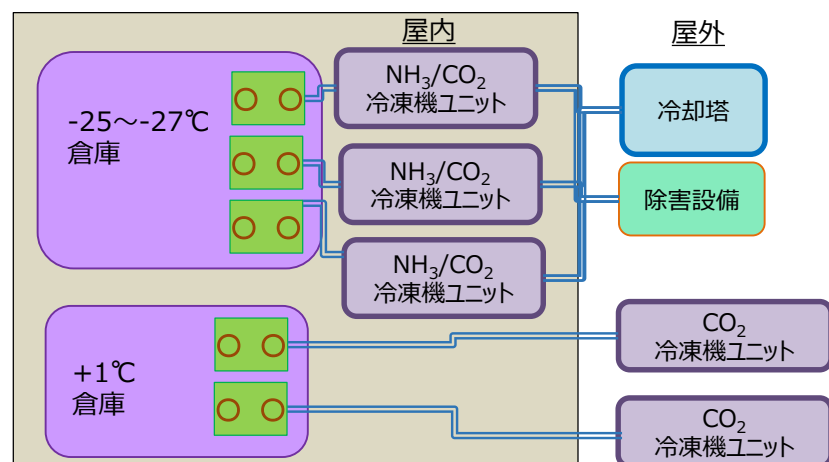 屋内
屋外
-25～-27℃
倉庫
NH₃/CO₂
冷凍機ユニット
冷却塔
NH₃/CO₂
冷凍機ユニット
除害設備
NH₃/CO₂
冷凍機ユニット
+1℃
倉庫
CO₂
冷凍機ユニット
CO₂
冷凍機ユニット